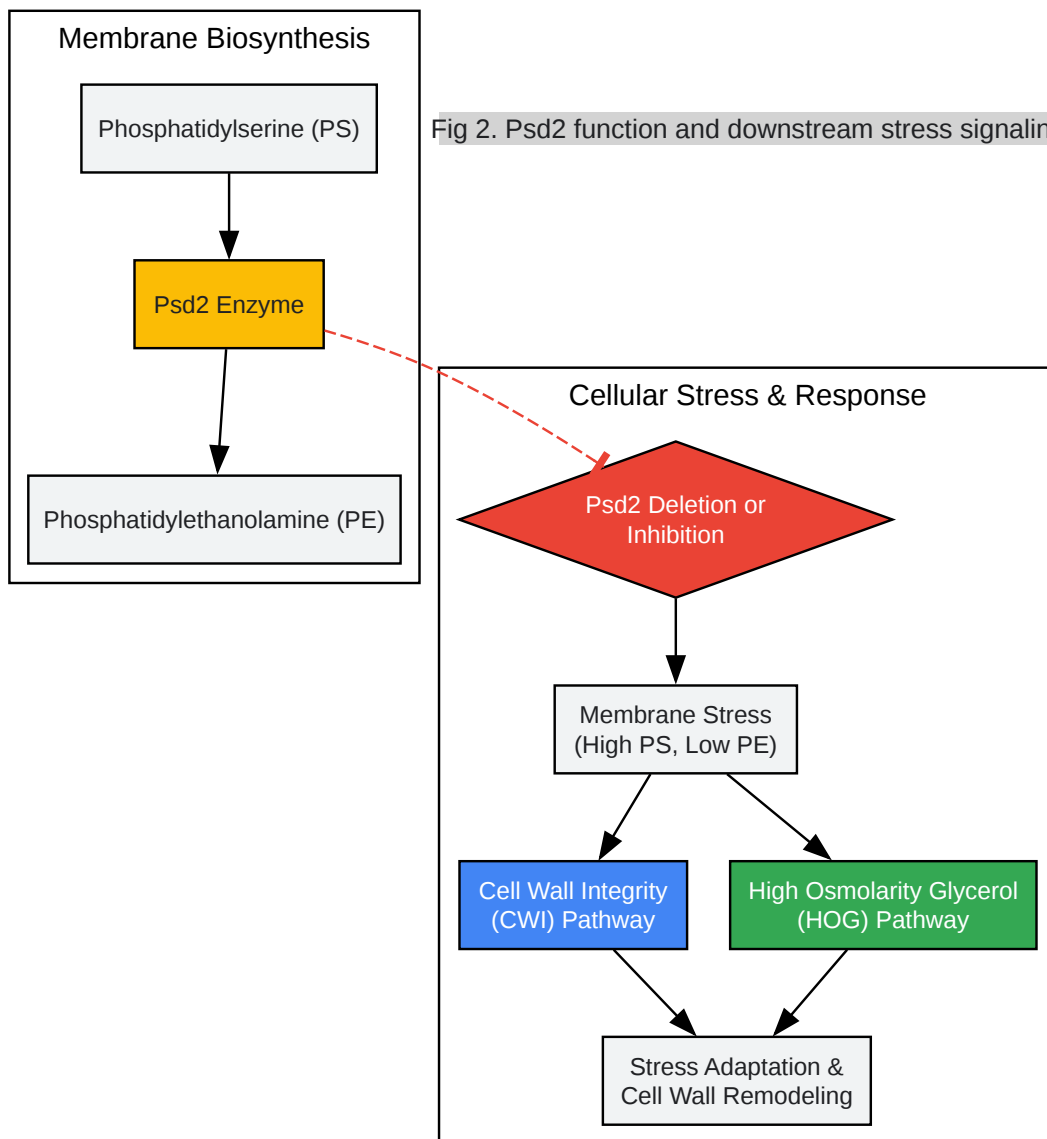 Membrane Biosynthesis
Phosphatidylserine (PS)
Fig 2. Psd2 function and downstream stress signalin
Psd2 Enzyme
Phosphatidylethanolamine (PE)
Cellular Stress & Response
Psd2 Deletion or
Inhibition
Membrane Stress
(High PS, Low PE)
Cell Wall Integrity
(CWI) Pathway
High Osmolarity Glycerol
(HOG) Pathway
Stress Adaptation &
Cell Wall Remodeling